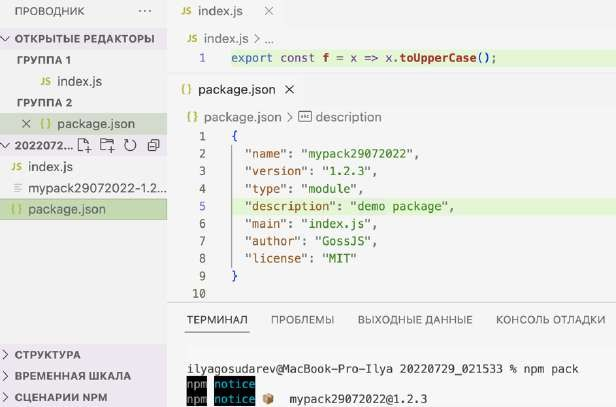 ПРОВОДНИК
ОТКРЫТЫЕ РЕДАКТОРЫ
ГРУППА 1
JS index.js
ГРУППА 2
{} package.json
2022072...
JS index.js
mypack29072022-1.2...
{} package.json
СТРУКТУРА
ВРЕМЕННАЯ ШКАЛА
СЦЕНАРИИ NPM
JS index.js
JS index.js > ...
1 export const f = x => x.toUpperCase();
{} package.json
{} package.json > description
1 {
2 "name": "mypack29072022",
3 "version": "1.2.3",
4 "type": "module",
5 "description": "demo package",
6 "main": "index.js",
7 "author": "GossJS",
8 "license": "MIT"
9 }
10
ТЕРМИНАЛ ПРОБЛЕМЫ ВЫХОДНЫЕ ДАННЫЕ КОНСОЛЬ ОТЛАДКИ
ilyagosudarev@MacBook-Pro-Ilya 20220729_021533 % npm pack
npm notice
npm notice 📦 mypack29072022@1.2.3